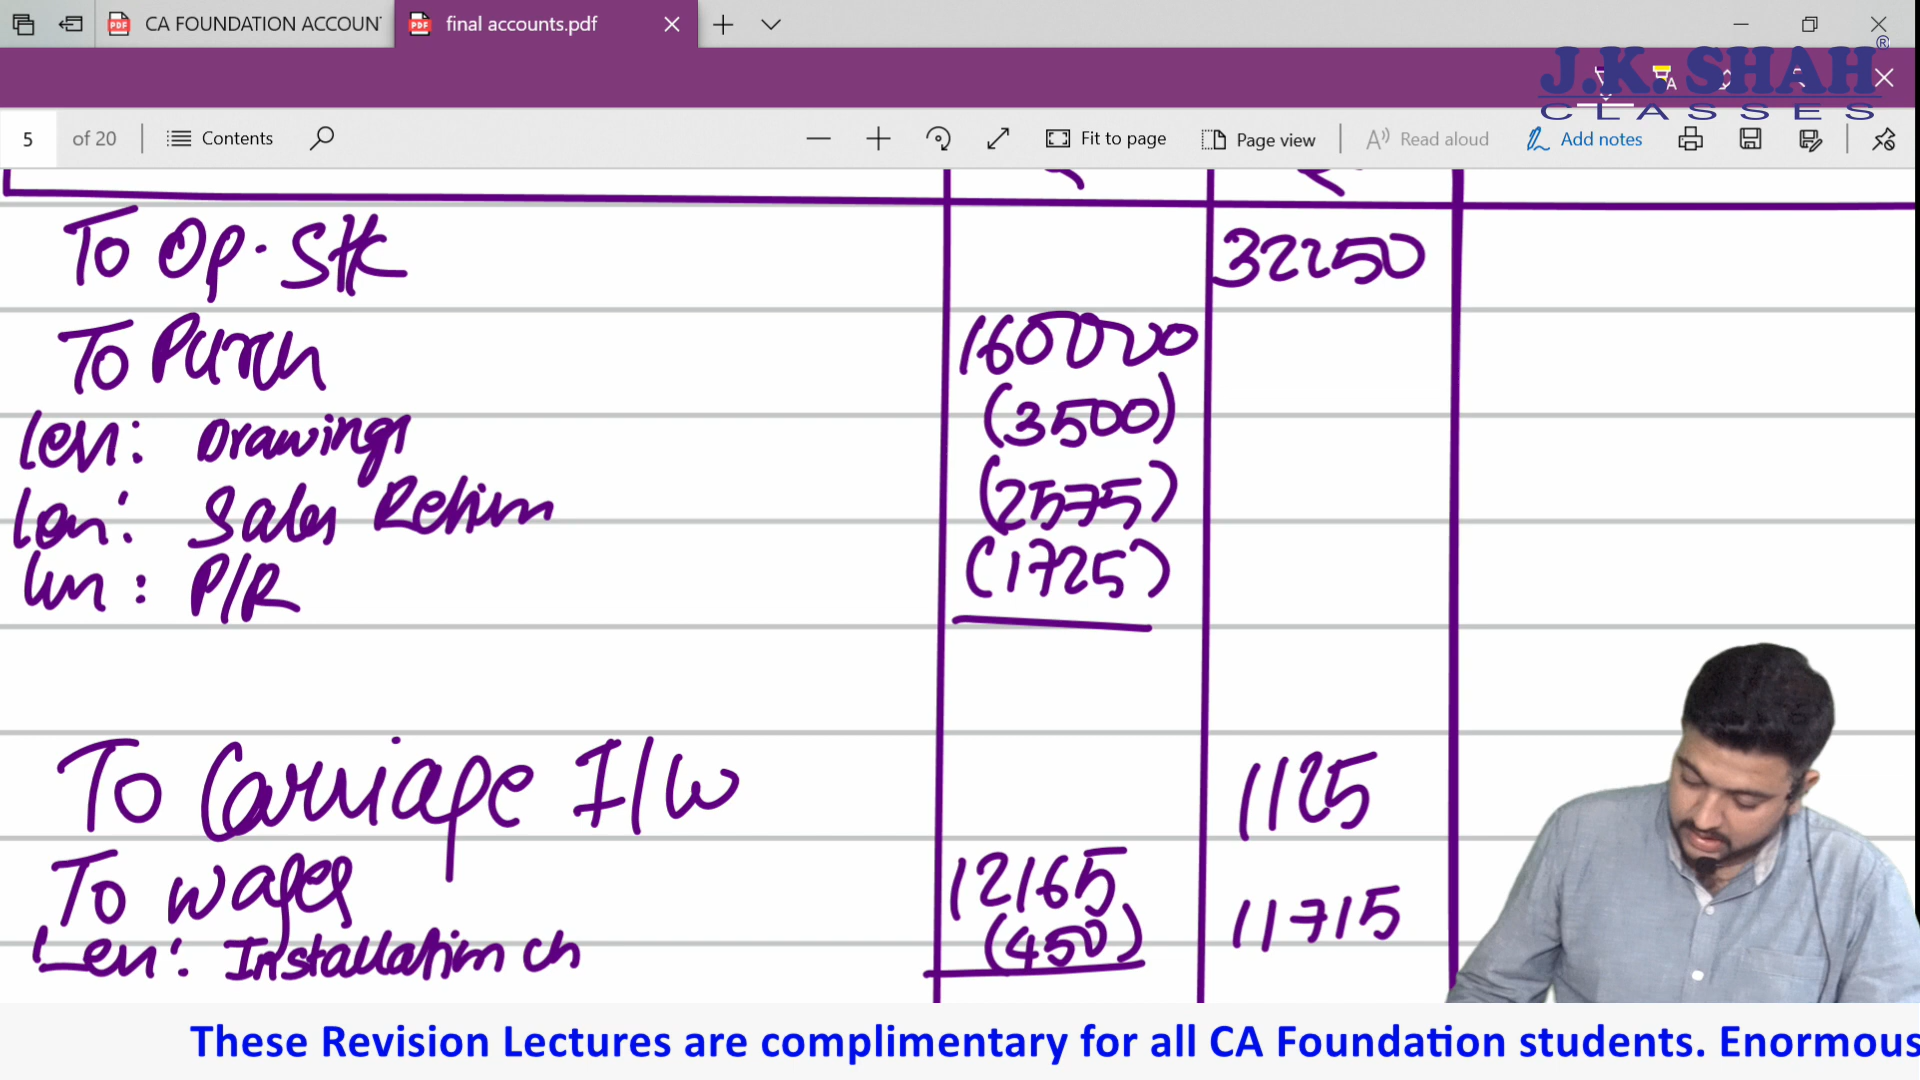 CA FOUNDATION ACCOUN
final accounts.pdf
J.K. SHAH®
CLASSES
5 of 20 Contents Fit to page Page view Read aloud Add notes
To Op. Stk 32250
To Purch 160000
Less: Drawings (3500)
Less: Sales Return (2575)
Less: P/R (1725)
To Carriage I/W 1125
To wages 12165 11715
Less: Installation ch (450)
These Revision Lectures are complimentary for all CA Foundation students. Enormous